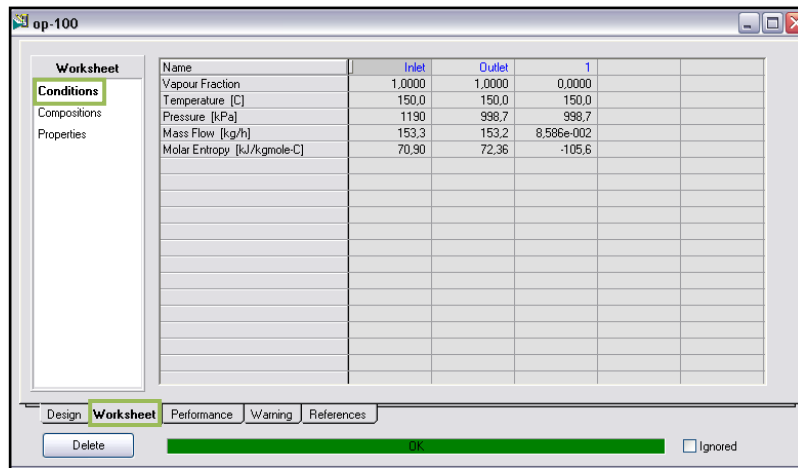 op-100
Worksheet
Conditions
Compositions
Properties
Name Inlet Outlet 1
Vapour Fraction 1,0000 1,0000 0,0000
Temperature [C] 150,0 150,0 150,0
Pressure [kPa] 1190 998,7 998,7
Mass Flow [kg/h] 153,3 153,2 8,586e-002
Molar Entropy [kJ/kgmole-C] 70,90 72,36 -105,6
Design Worksheet Performance Warning References
Delete OK Ignored